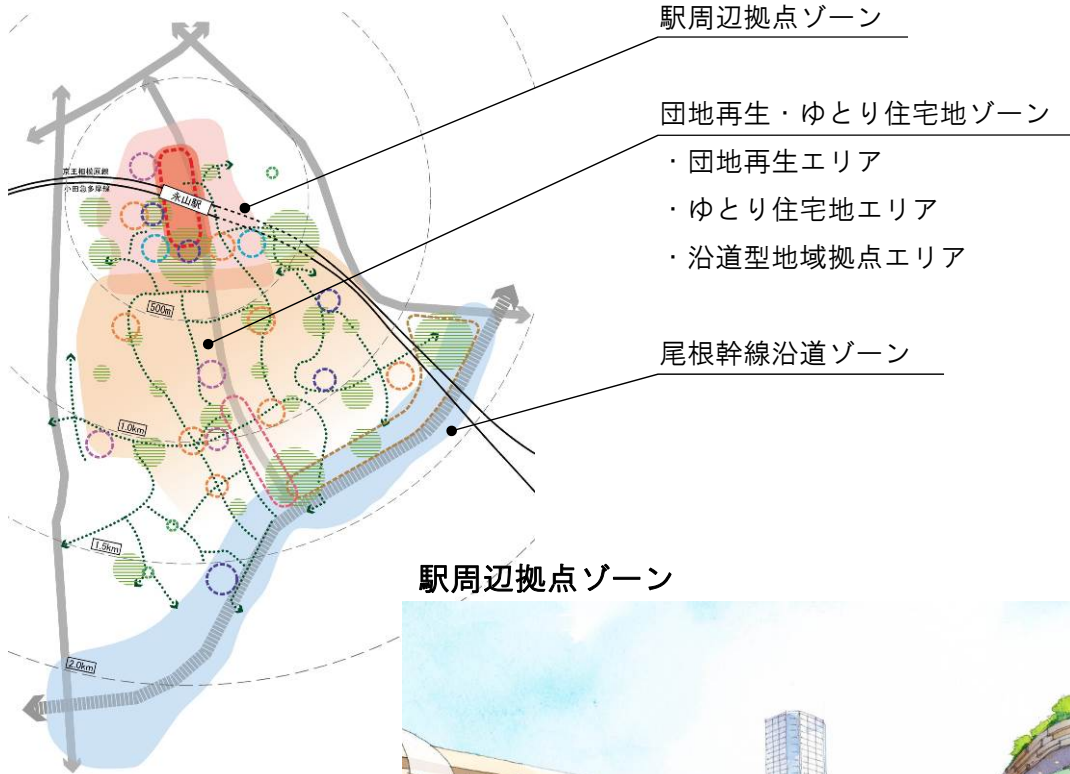 駅周辺拠点ゾーン
団地再生・ゆとり住宅地ゾーン
・団地再生エリア
・ゆとり住宅地エリア
・沿道型地域拠点エリア
尾根幹線沿道ゾーン
京王相模原線
小田急多摩線
永山駅
500m
1.0km
1.5km
2.0km
駅周辺拠点ゾーン